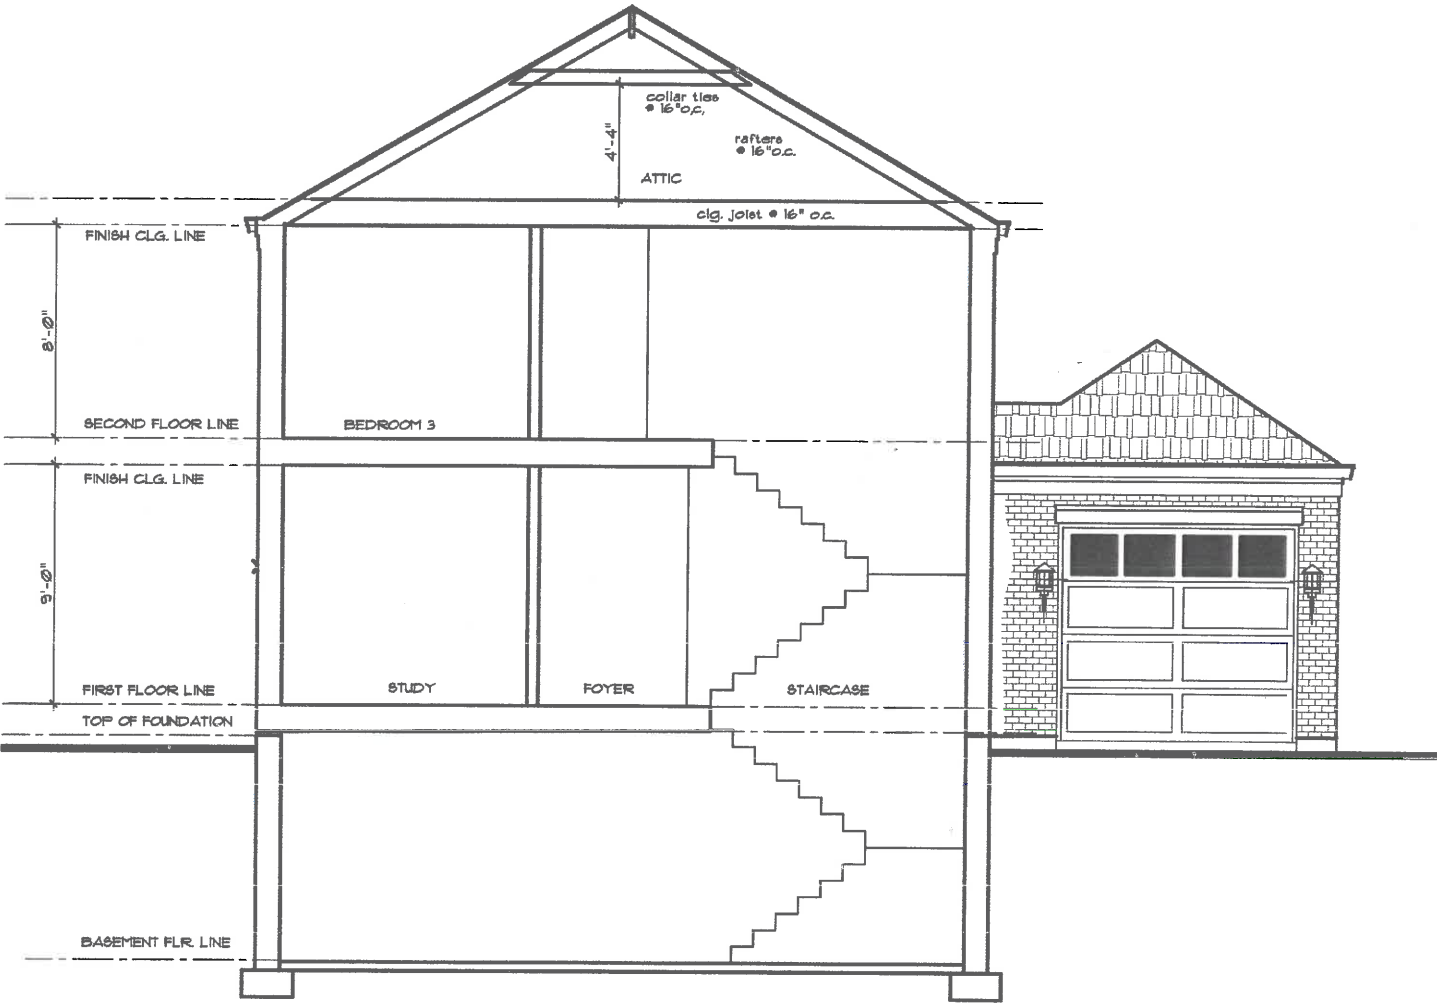 collar ties
@ 16"o.c.
4'-4"
rafters
@ 16"o.c.
ATTIC
clg. joist @ 16" o.c.
FINISH CLG. LINE
8'-0"
SECOND FLOOR LINE
BEDROOM 3
FINISH CLG. LINE
9'-0"
FIRST FLOOR LINE
STUDY
FOYER
STAIRCASE
TOP OF FOUNDATION
BASEMENT FLR. LINE